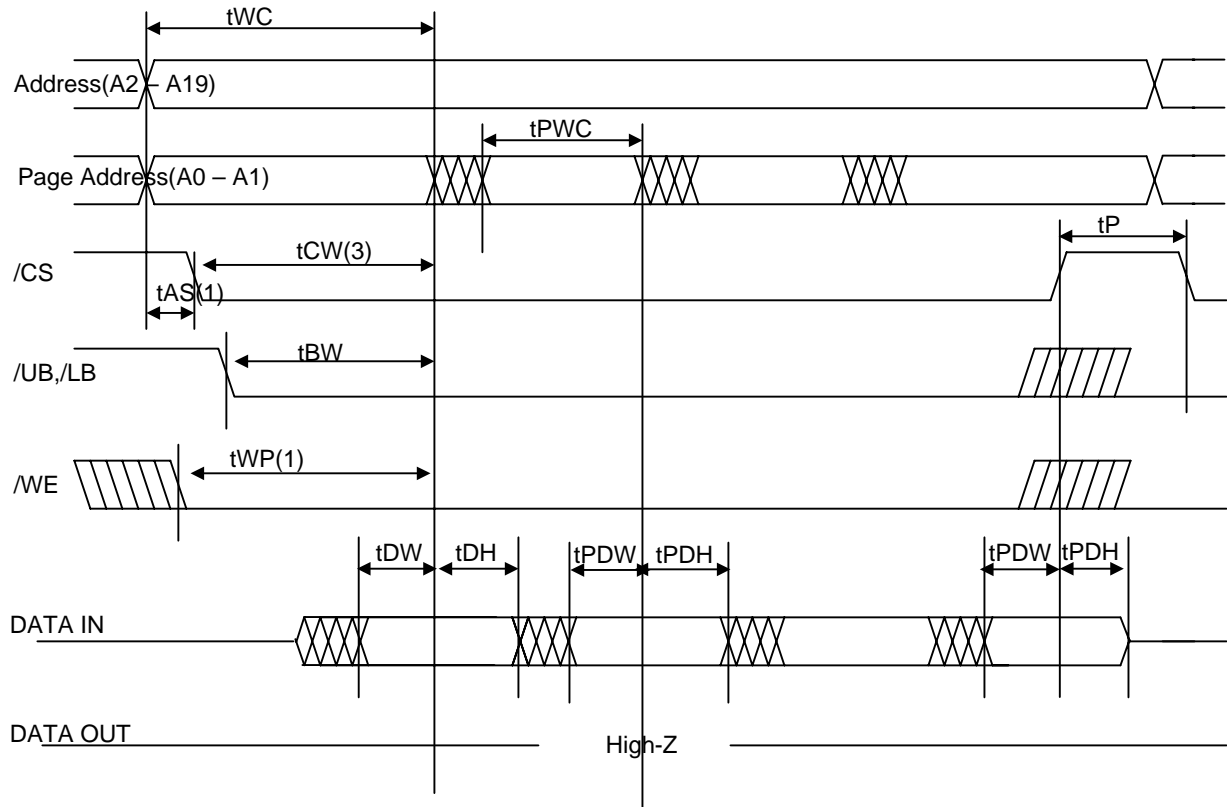 tWC
Address(A2 – A19)
tPWC
Page Address(A0 – A1)
tP
tCW(3)
/CS
tAS(1)
tBW
/UB,/LB
tWP(1)
/WE
tDW tDH tPDW tPDH tPDW tPDH
DATA IN
DATA OUT
High-Z